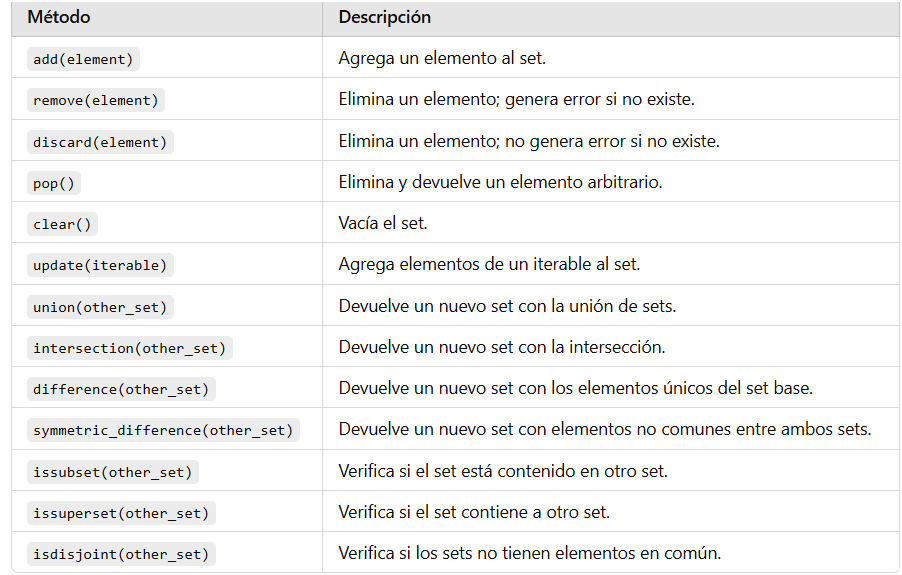 Método Descripción
add(element) Agrega un elemento al set.
remove(element) Elimina un elemento; genera error si no existe.
discard(element) Elimina un elemento; no genera error si no existe.
pop() Elimina y devuelve un elemento arbitrario.
clear() Vacía el set.
update(iterable) Agrega elementos de un iterable al set.
union(other_set) Devuelve un nuevo set con la unión de sets.
intersection(other_set) Devuelve un nuevo set con la intersección.
difference(other_set) Devuelve un nuevo set con los elementos únicos del set base.
symmetric_difference(other_set) Devuelve un nuevo set con elementos no comunes entre ambos sets.
issubset(other_set) Verifica si el set está contenido en otro set.
issuperset(other_set) Verifica si el set contiene a otro set.
isdisjoint(other_set) Verifica si los sets no tienen elementos en común.